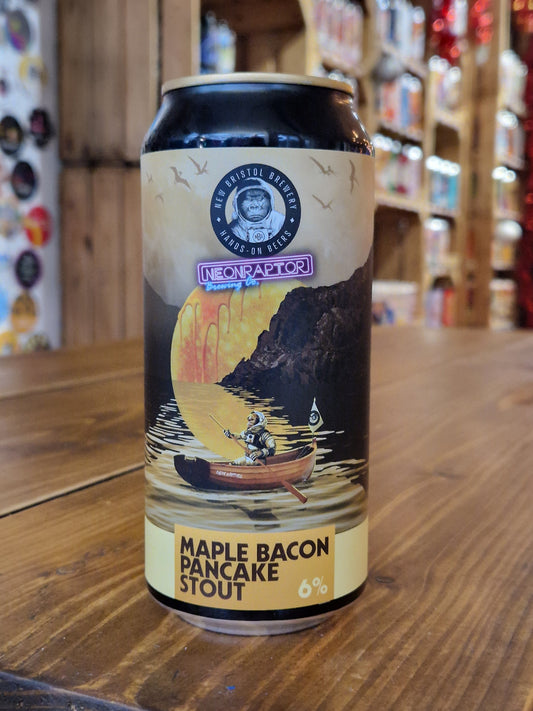 NEW BRISTOL BREWERY
HANDS-ON BEERS
NEONRAPTOR
Brewing Co.
MAPLE BACON
PANCAKE
STOUT
6%